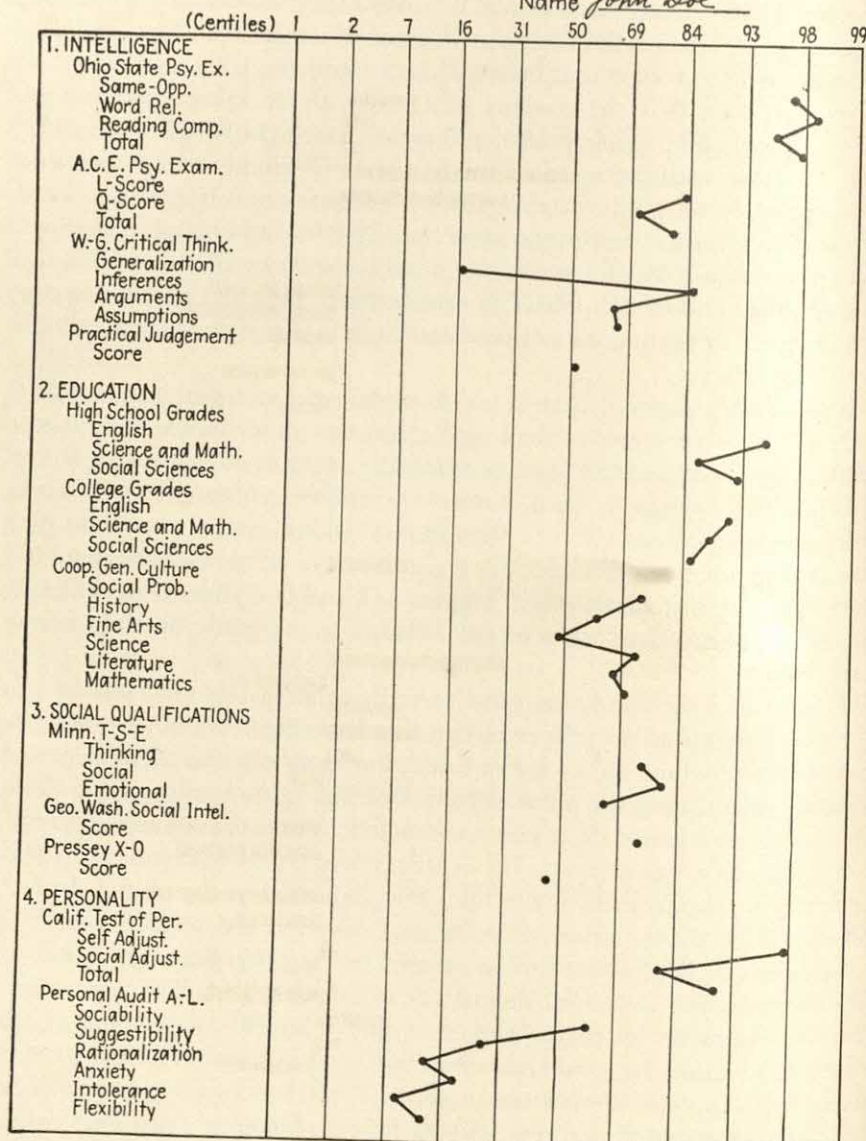 Name John Doe
(Centiles) 1 2 7 16 31 50 .69 84 93 98 99
1. INTELLIGENCE
Ohio State Psy. Ex.
Same-Opp.
Word Rel.
Reading Comp.
Total
A.C.E. Psy. Exam.
L-Score
Q-Score
Total
W.-G. Critical Think.
Generalization
Inferences
Arguments
Assumptions
Practical Judgement
Score
2. EDUCATION
High School Grades
English
Science and Math.
Social Sciences
College Grades
English
Science and Math.
Social Sciences
Coop. Gen. Culture
Social Prob.
History
Fine Arts
Science
Literature
Mathematics
3. SOCIAL QUALIFICATIONS
Minn. T-S-E
Thinking
Social
Emotional
Geo. Wash. Social Intel.
Score
Pressey X-O
Score
4. PERSONALITY
Calif. Test of Per.
Self Adjust.
Social Adjust.
Total
Personal Audit A.-L.
Sociability
Suggestibility
Rationalization
Anxiety
Intolerance
Flexibility